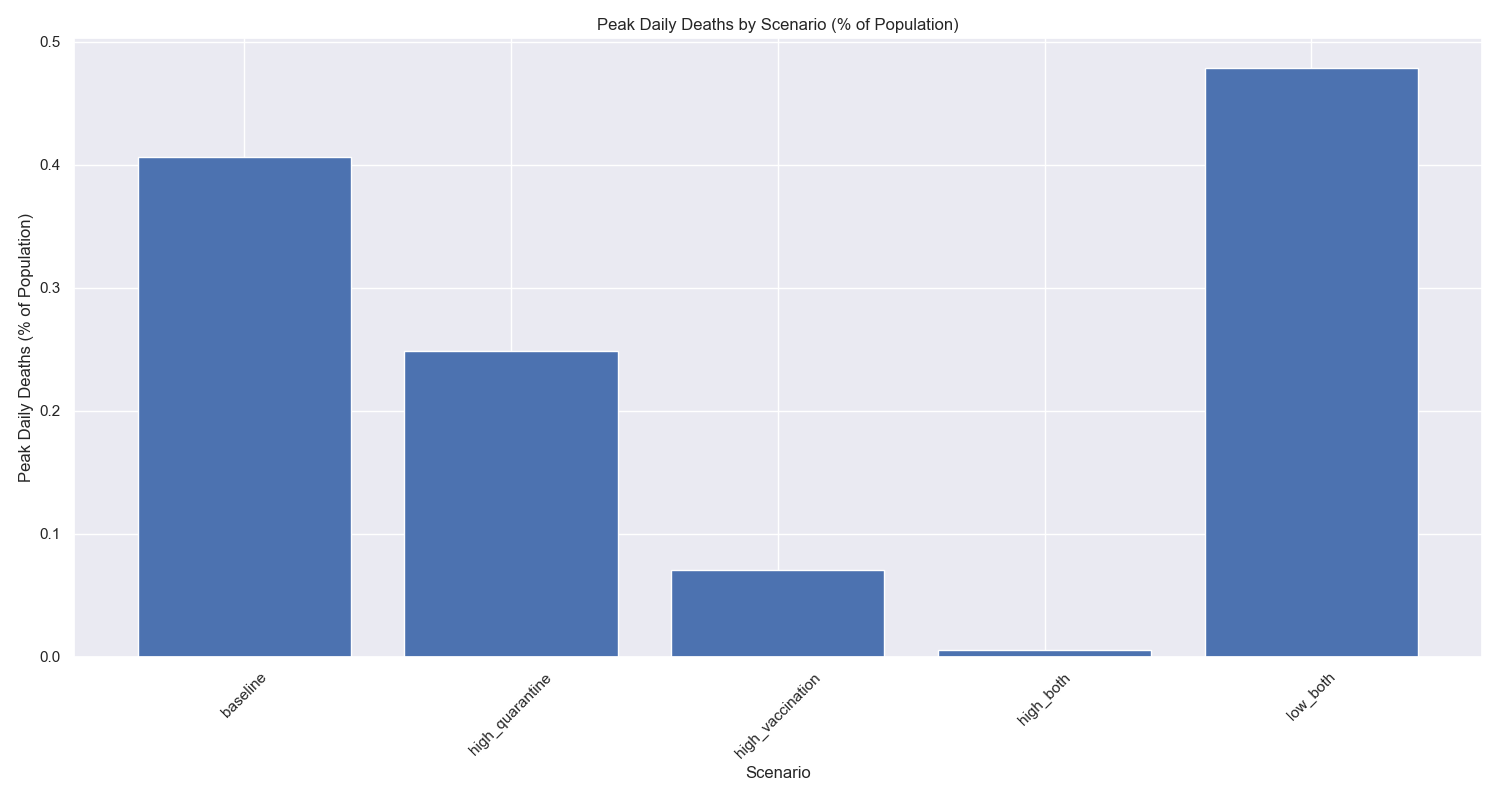 Peak Daily Deaths by Scenario (% of Population)
Peak Daily Deaths (% of Population)
0.5
0.4
0.3
0.2
0.1
0.0
baseline
high_quarantine
high_vaccination
high_both
low_both
Scenario